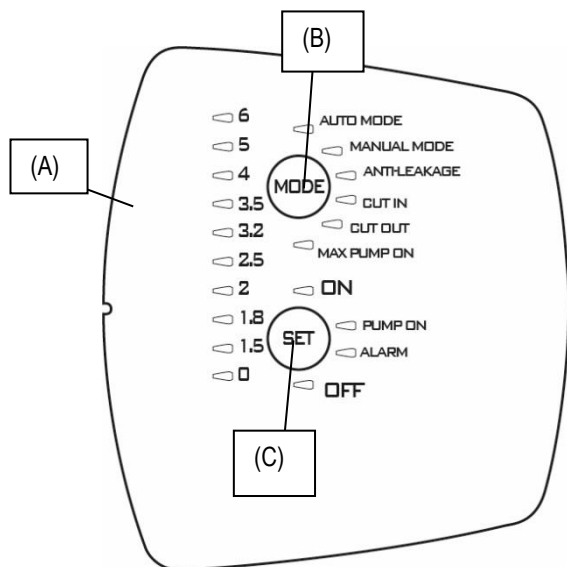 (B)
6
AUTO MODE
5
MANUAL MODE
(A)
4
ANTI-LEAKAGE
MODE
3.5
CUT IN
3.2
CUT OUT
2.5
MAX PUMP ON
2
ON
1.8
PUMP ON
SET
1.5
ALARM
0
OFF
(C)